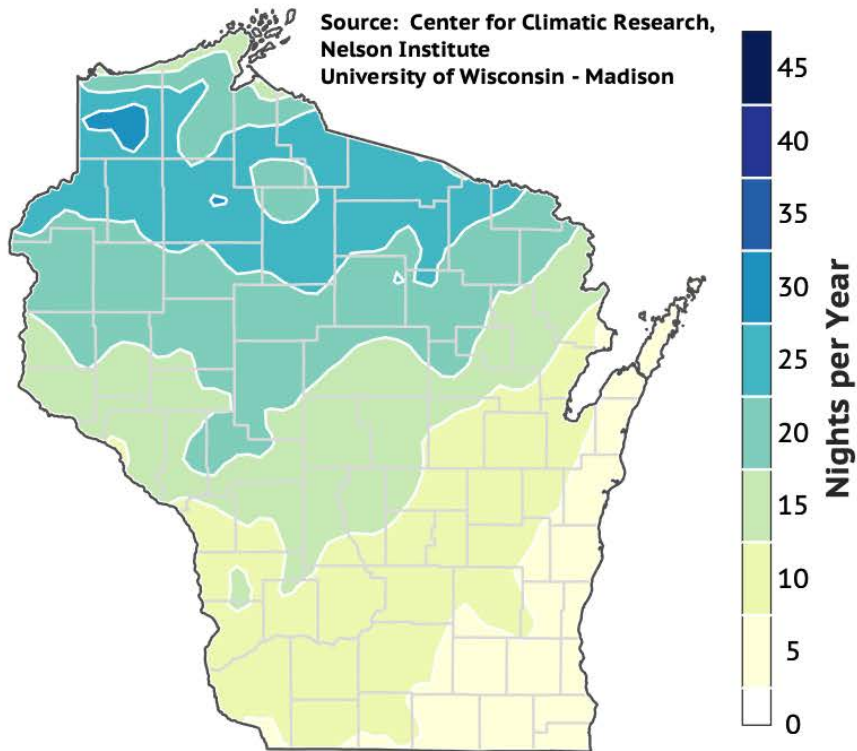 Source: Center for Climatic Research,
Nelson Institute
University of Wisconsin - Madison
45
40
35
30
25
20
15
10
5
0
Nights per Year